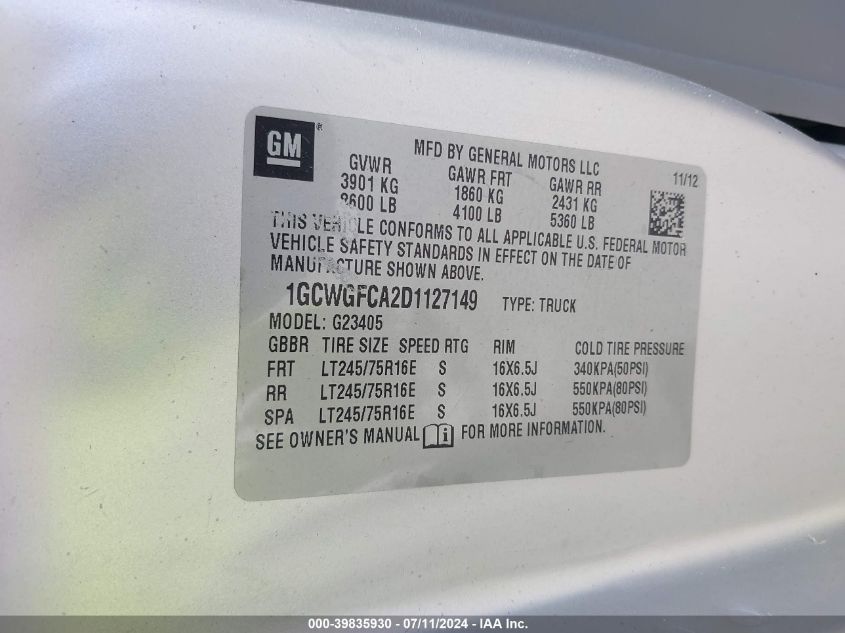 GM®
MFD BY GENERAL MOTORS LLC
11/12
GVWR GAWR FRT GAWR RR
3901 KG 1860 KG 2431 KG
8600 LB 4100 LB 5360 LB
THIS VEHICLE CONFORMS TO ALL APPLICABLE U.S. FEDERAL MOTOR
VEHICLE SAFETY STANDARDS IN EFFECT ON THE DATE OF
MANUFACTURE SHOWN ABOVE.
1GCWGFCA2D1127149 TYPE: TRUCK
MODEL: G23405
GBBR TIRE SIZE SPEED RTG RIM COLD TIRE PRESSURE
FRT LT245/75R16E S 16X6.5J 340KPA(50PSI)
RR LT245/75R16E S 16X6.5J 550KPA(80PSI)
SPA LT245/75R16E S 16X6.5J 550KPA(80PSI)
SEE OWNER'S MANUAL i FOR MORE INFORMATION.
000-39835930 - 07/11/2024 - IAA Inc.